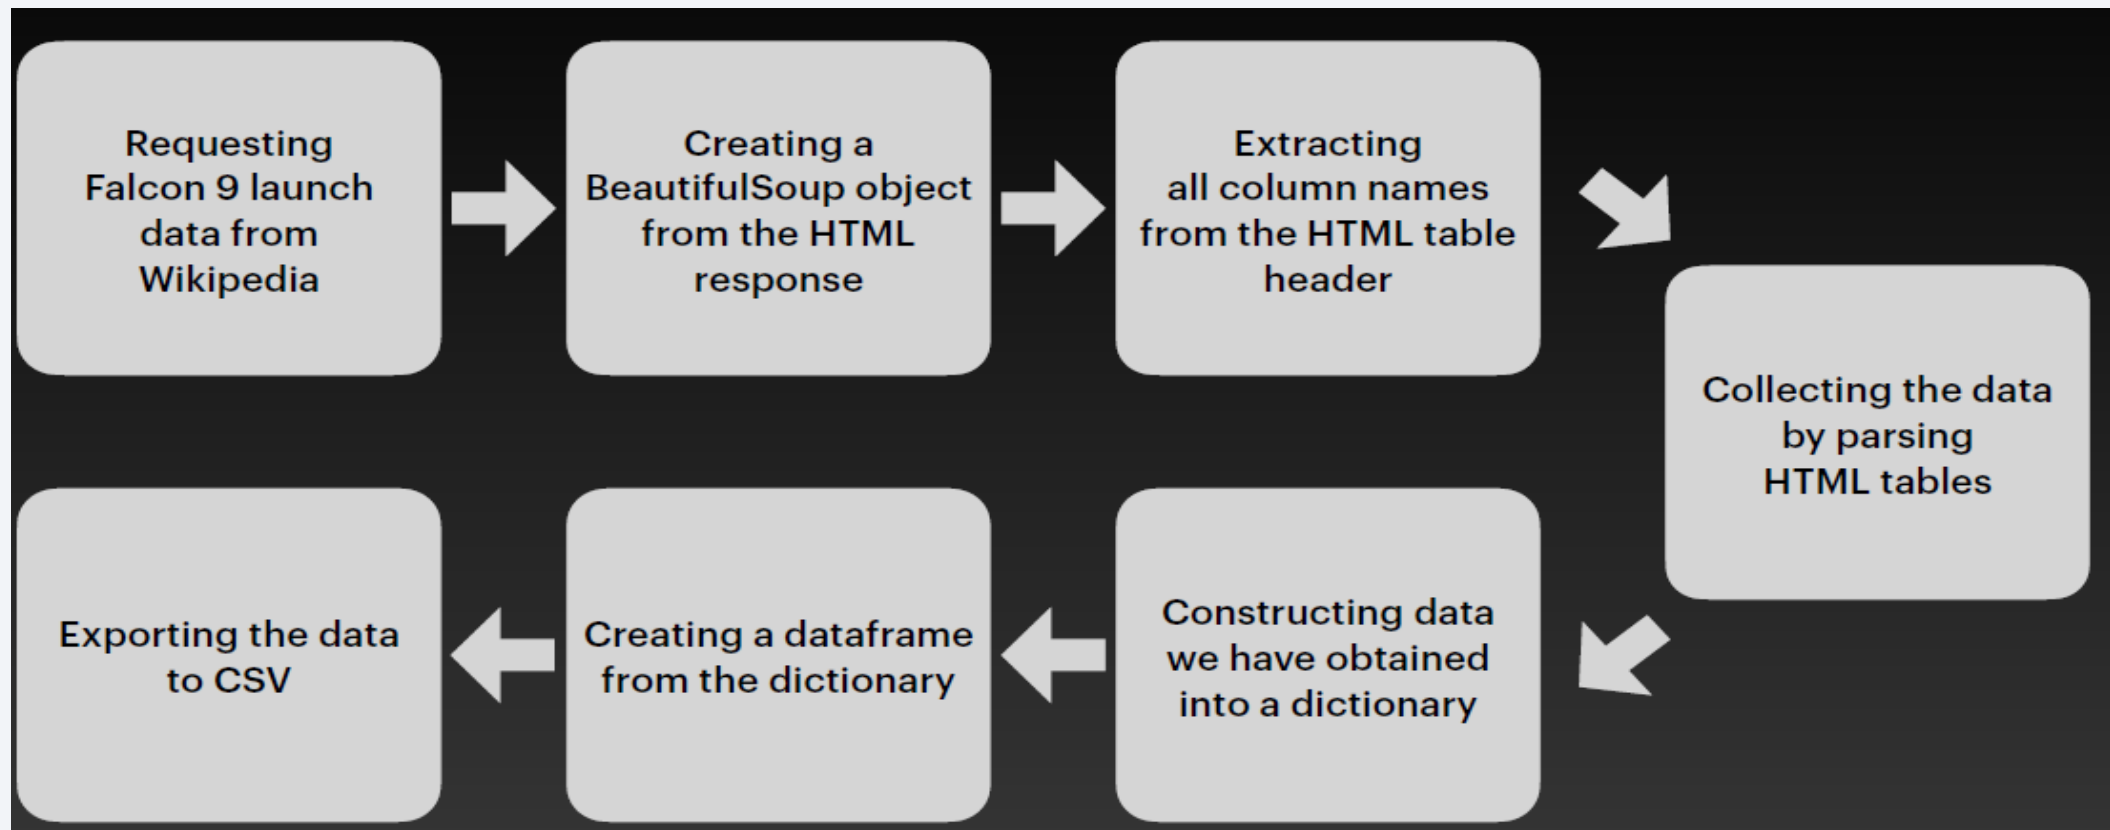 Requesting
Falcon 9 launch
data from
Wikipedia
Creating a
BeautifulSoup object
from the HTML
response
Extracting
all column names
from the HTML table
header
Collecting the data
by parsing
HTML tables
Constructing data
we have obtained
into a dictionary
Creating a dataframe
from the dictionary
Exporting the data
to CSV